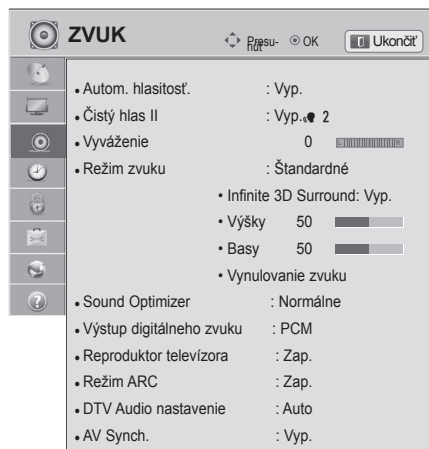 ZVUK
Presu-
núť
OK
Ukončiť
• Autom. hlasitosť. : Vyp.
• Čistý hlas II : Vyp. 2
• Vyváženie 0 L R
• Režim zvuku : Štandardné
• Infinite 3D Surround: Vyp.
• Výšky 50
• Basy 50
• Vynulovanie zvuku
• Sound Optimizer : Normálne
• Výstup digitálneho zvuku : PCM
• Reproduktor televízora : Zap.
• Režim ARC : Zap.
• DTV Audio nastavenie : Auto
• AV Synch. : Vyp.